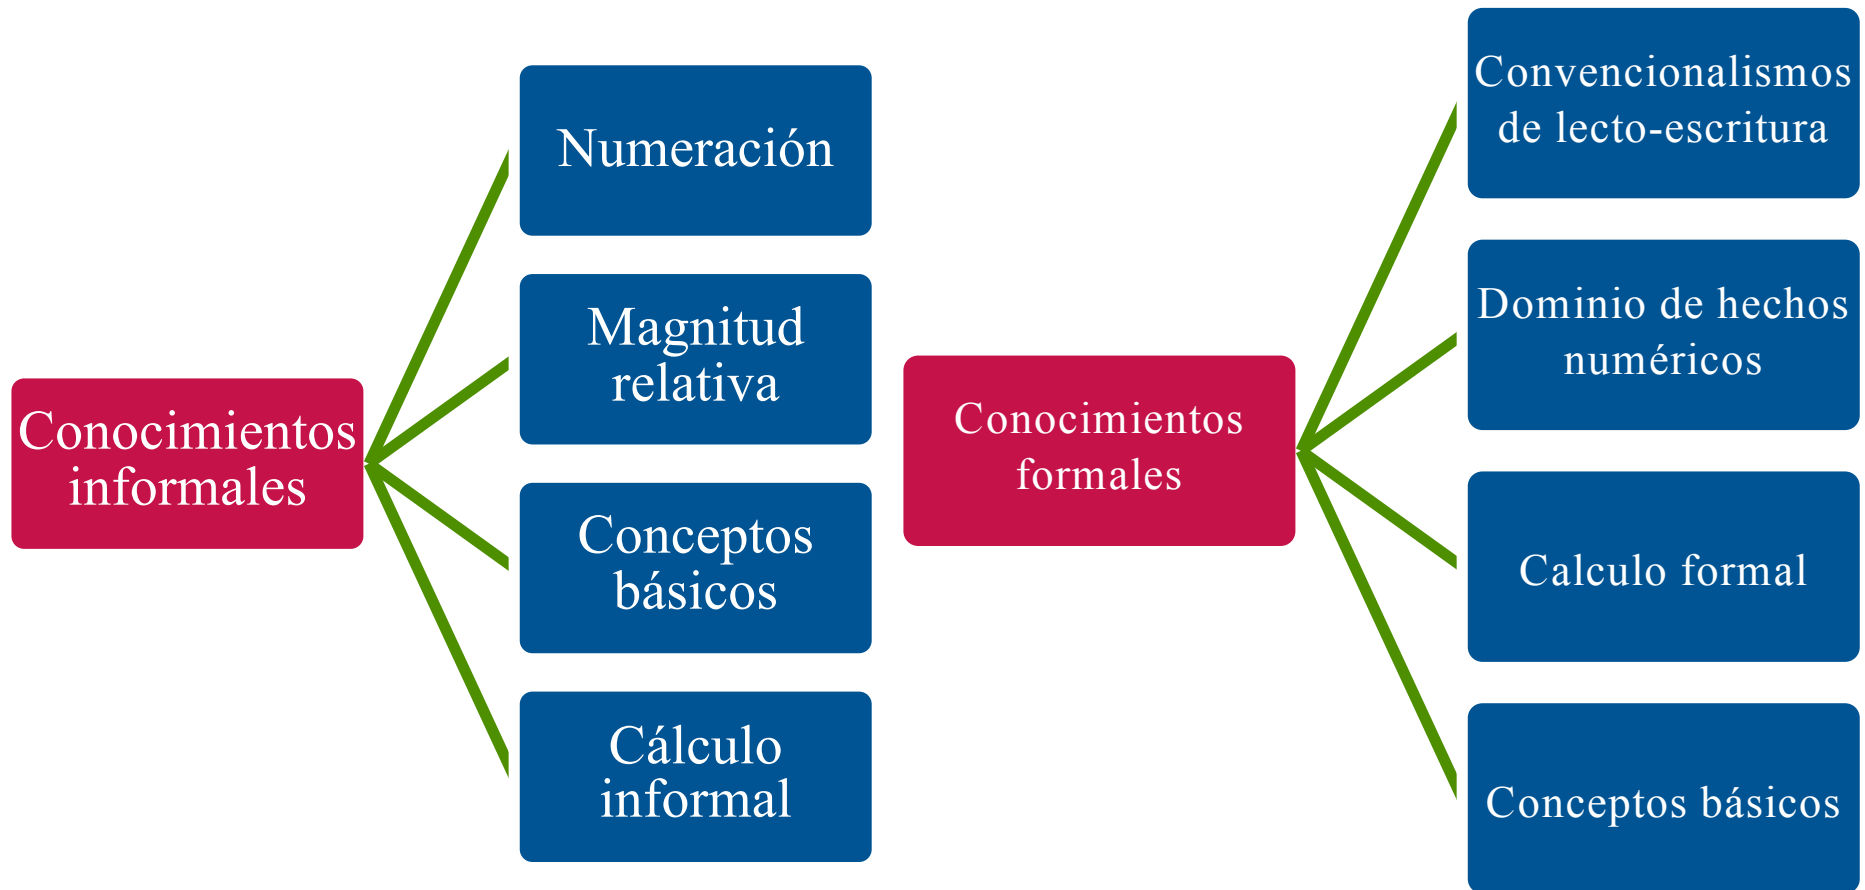 Conocimientos
informales
Numeración
Magnitud
relativa
Conceptos
básicos
Cálculo
informal
Conocimientos
formales
Convencionalismos
de lecto-escritura
Dominio de hechos
numéricos
Calculo formal
Conceptos básicos